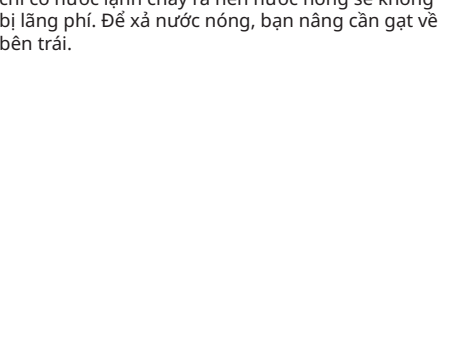 chỉ có nước lạnh chảy ra nên nước nóng sẽ không
bị lãng phí. Để xả nước nóng, bạn nâng cần gạt về
bên trái.